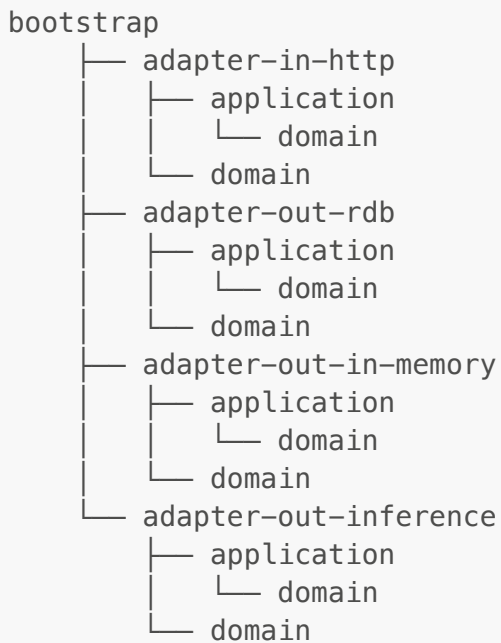 bootstrap
    ├── adapter-in-http
    │   ├── application
    │   │   └── domain
    │   └── domain
    ├── adapter-out-rdb
    │   ├── application
    │   │   └── domain
    │   └── domain
    ├── adapter-out-in-memory
    │   ├── application
    │   │   └── domain
    │   └── domain
    └── adapter-out-inference
        ├── application
        │   └── domain
        └── domain